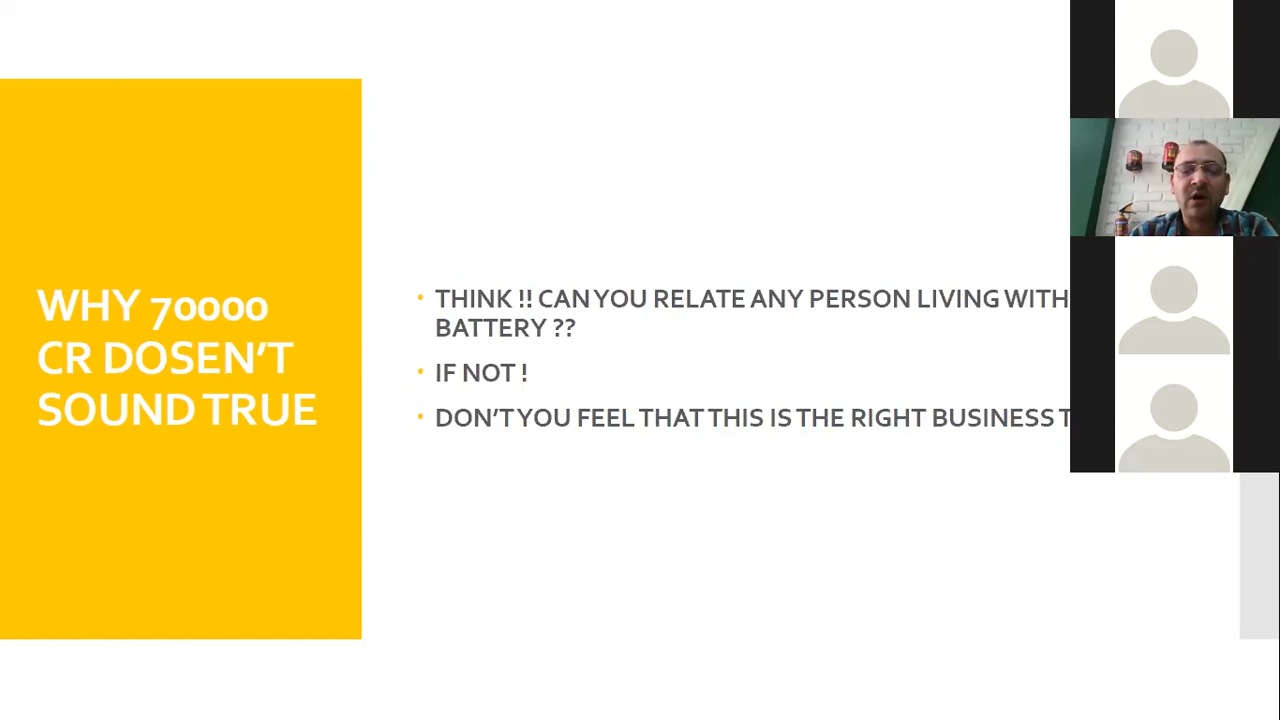 WHY 70000
CR DOSEN'T
SOUND TRUE
• THINK !! CAN YOU RELATE ANY PERSON LIVING WITH
BATTERY ??
• IF NOT !
• DON'T YOU FEEL THAT THIS IS THE RIGHT BUSINESS